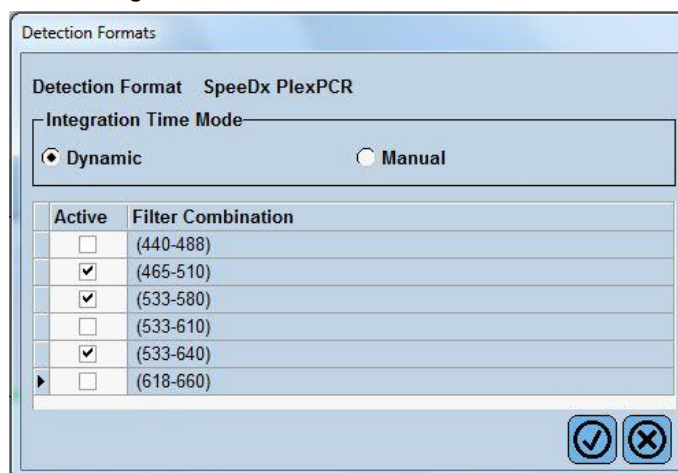 Detection Formats
Detection Format SpeeDx PlexPCR
Integration Time Mode
Dynamic Manual
Active Filter Combination
(440-488)
(465-510)
(533-580)
(533-610)
(533-640)
(618-660)